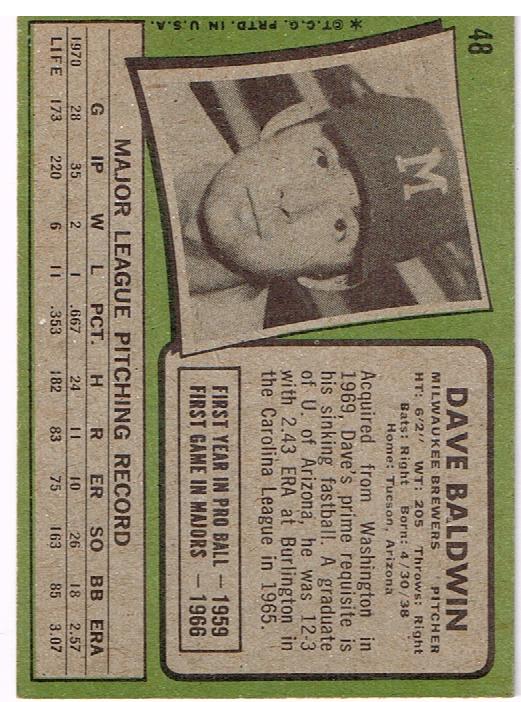 48
M
DAVE BALDWIN
MILWAUKEE BREWERS PITCHER
HT: 6'2" WT: 205 Throws: Right
Bats: Right Born: 4/30/38
Home: Tucson, Arizona
Acquired from Washington in
1969, Dave's prime requisite is
his sinking fastball. A graduate
of U. of Arizona, he was 12-3
with 2.43 ERA at Burlington in
the Carolina League in 1965.
FIRST YEAR IN PRO BALL — 1959
FIRST GAME IN MAJORS — 1966
MAJOR LEAGUE PITCHING RECORD
G IP W L PCT. H R ER SO BB ERA
1970 28 35 2 1 .667 24 11 10 26 18 2.57
LIFE 173 220 6 11 .353 182 83 75 163 85 3.07
*©T.C.G. PRTD. IN U.S.A.